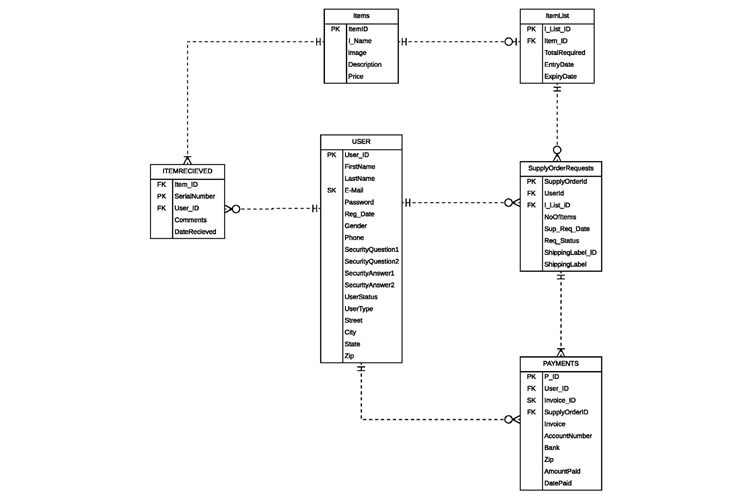 Items
PK ItemID
I_Name
Image
Description
Price
ItemList
PK I_List_ID
FK Item_ID
TotalRequired
EntryDate
ExpiryDate
USER
PK User_ID
FirstName
LastName
SK E-Mail
Password
Reg_Date
Gender
Phone
SecurityQuestion1
SecurityQuestion2
SecurityAnswer1
SecurityAnswer2
UserStatus
UserType
Street
City
State
Zip
ITEMRECIEVED
FK Item_ID
PK SerialNumber
FK User_ID
Comments
DateRecieved
SupplyOrderRequests
PK SupplyOrderId
FK UserId
FK I_List_iD
NoOfItems
Sup_Req_Date
Req_Status
ShippingLabel_ID
ShippingLabel
PAYMENTS
PK P_ID
FK User_ID
SK Invoice_ID
FK SupplyOrderID
Invoice
AccountNumber
Bank
Zip
AmountPaid
DatePaid